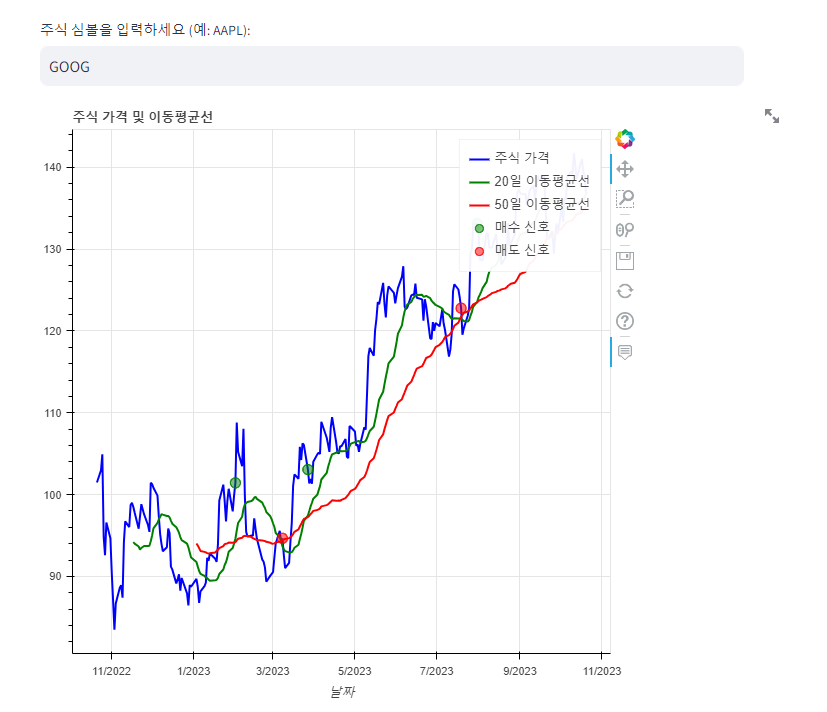 주식 심볼을 입력하세요 (예: AAPL):
GOOG
주식 가격 및 이동평균선
주식 가격
20일 이동평균선
50일 이동평균선
매수 신호
매도 신호
140
130
120
110
100
90
11/2022
1/2023
3/2023
5/2023
7/2023
9/2023
11/2023
날짜